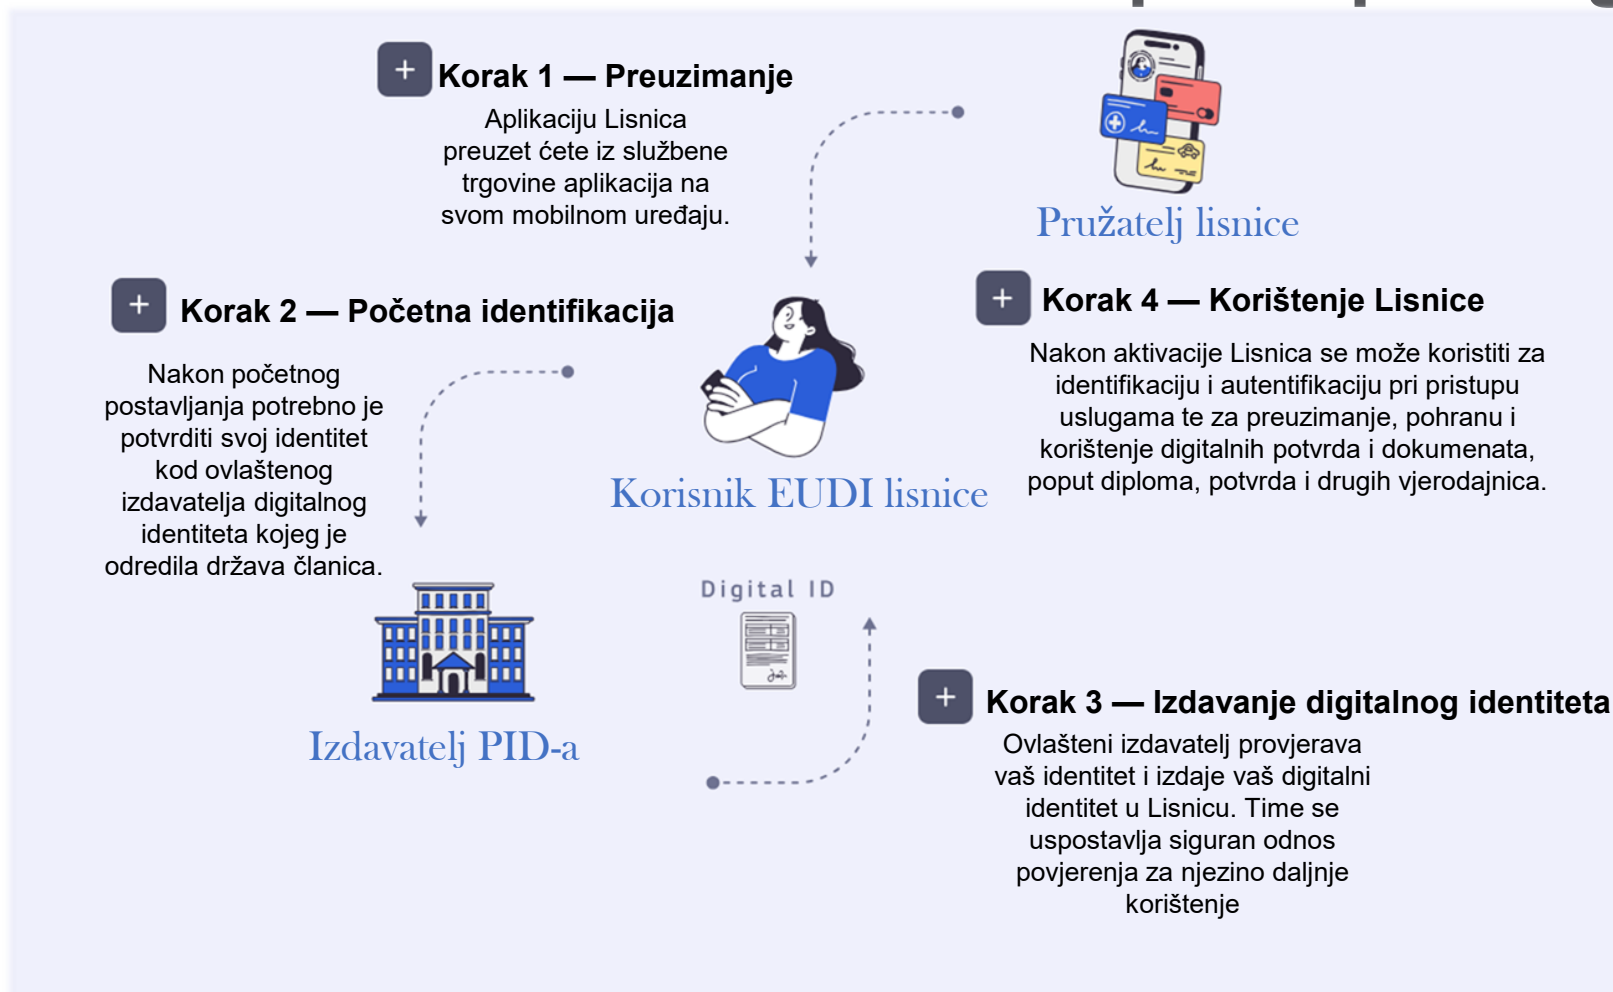 Korak 1 — Preuzimanje
Aplikaciju Lisnica
preuzet ćete iz službene
trgovine aplikacija na
svom mobilnom uređaju.
Pružatelj lisnice
Korak 2 — Početna identifikacija
Nakon početnog
postavljanja potrebno je
potvrditi svoj identitet
kod ovlaštenog
izdavatelja digitalnog
identiteta kojeg je
odredila država članica.
Korisnik EUDI lisnice
Korak 4 — Korištenje Lisnice
Nakon aktivacije Lisnica se može koristiti za
identifikaciju i autentifikaciju pri pristupu
uslugama te za preuzimanje, pohranu i
korištenje digitalnih potvrda i dokumenata,
poput diploma, potvrda i drugih vjerodajnica.
Izdavatelj PID-a
Digital ID
Korak 3 — Izdavanje digitalnog identiteta
Ovlašteni izdavatelj provjerava
vaš identitet i izdaje vaš digitalni
identitet u Lisnicu. Time se
uspostavlja siguran odnos
povjerenja za njezino daljnje
korištenje